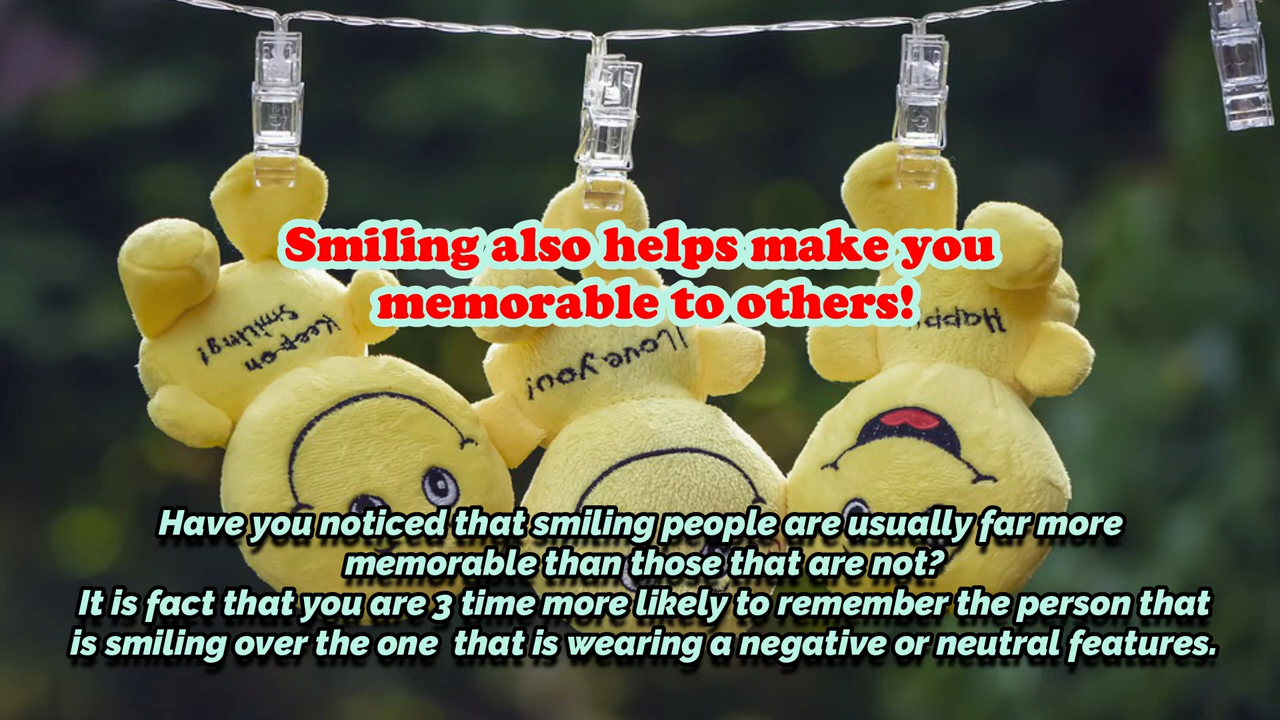 Smiling also helps make you
memorable to others!
Keep on
Smiling!
I Love you!
Happy
Have you noticed that smiling people are usually far more
memorable than those that are not?
It is fact that you are 3 time more likely to remember the person that
is smiling over the one  that is wearing a negative or neutral features.